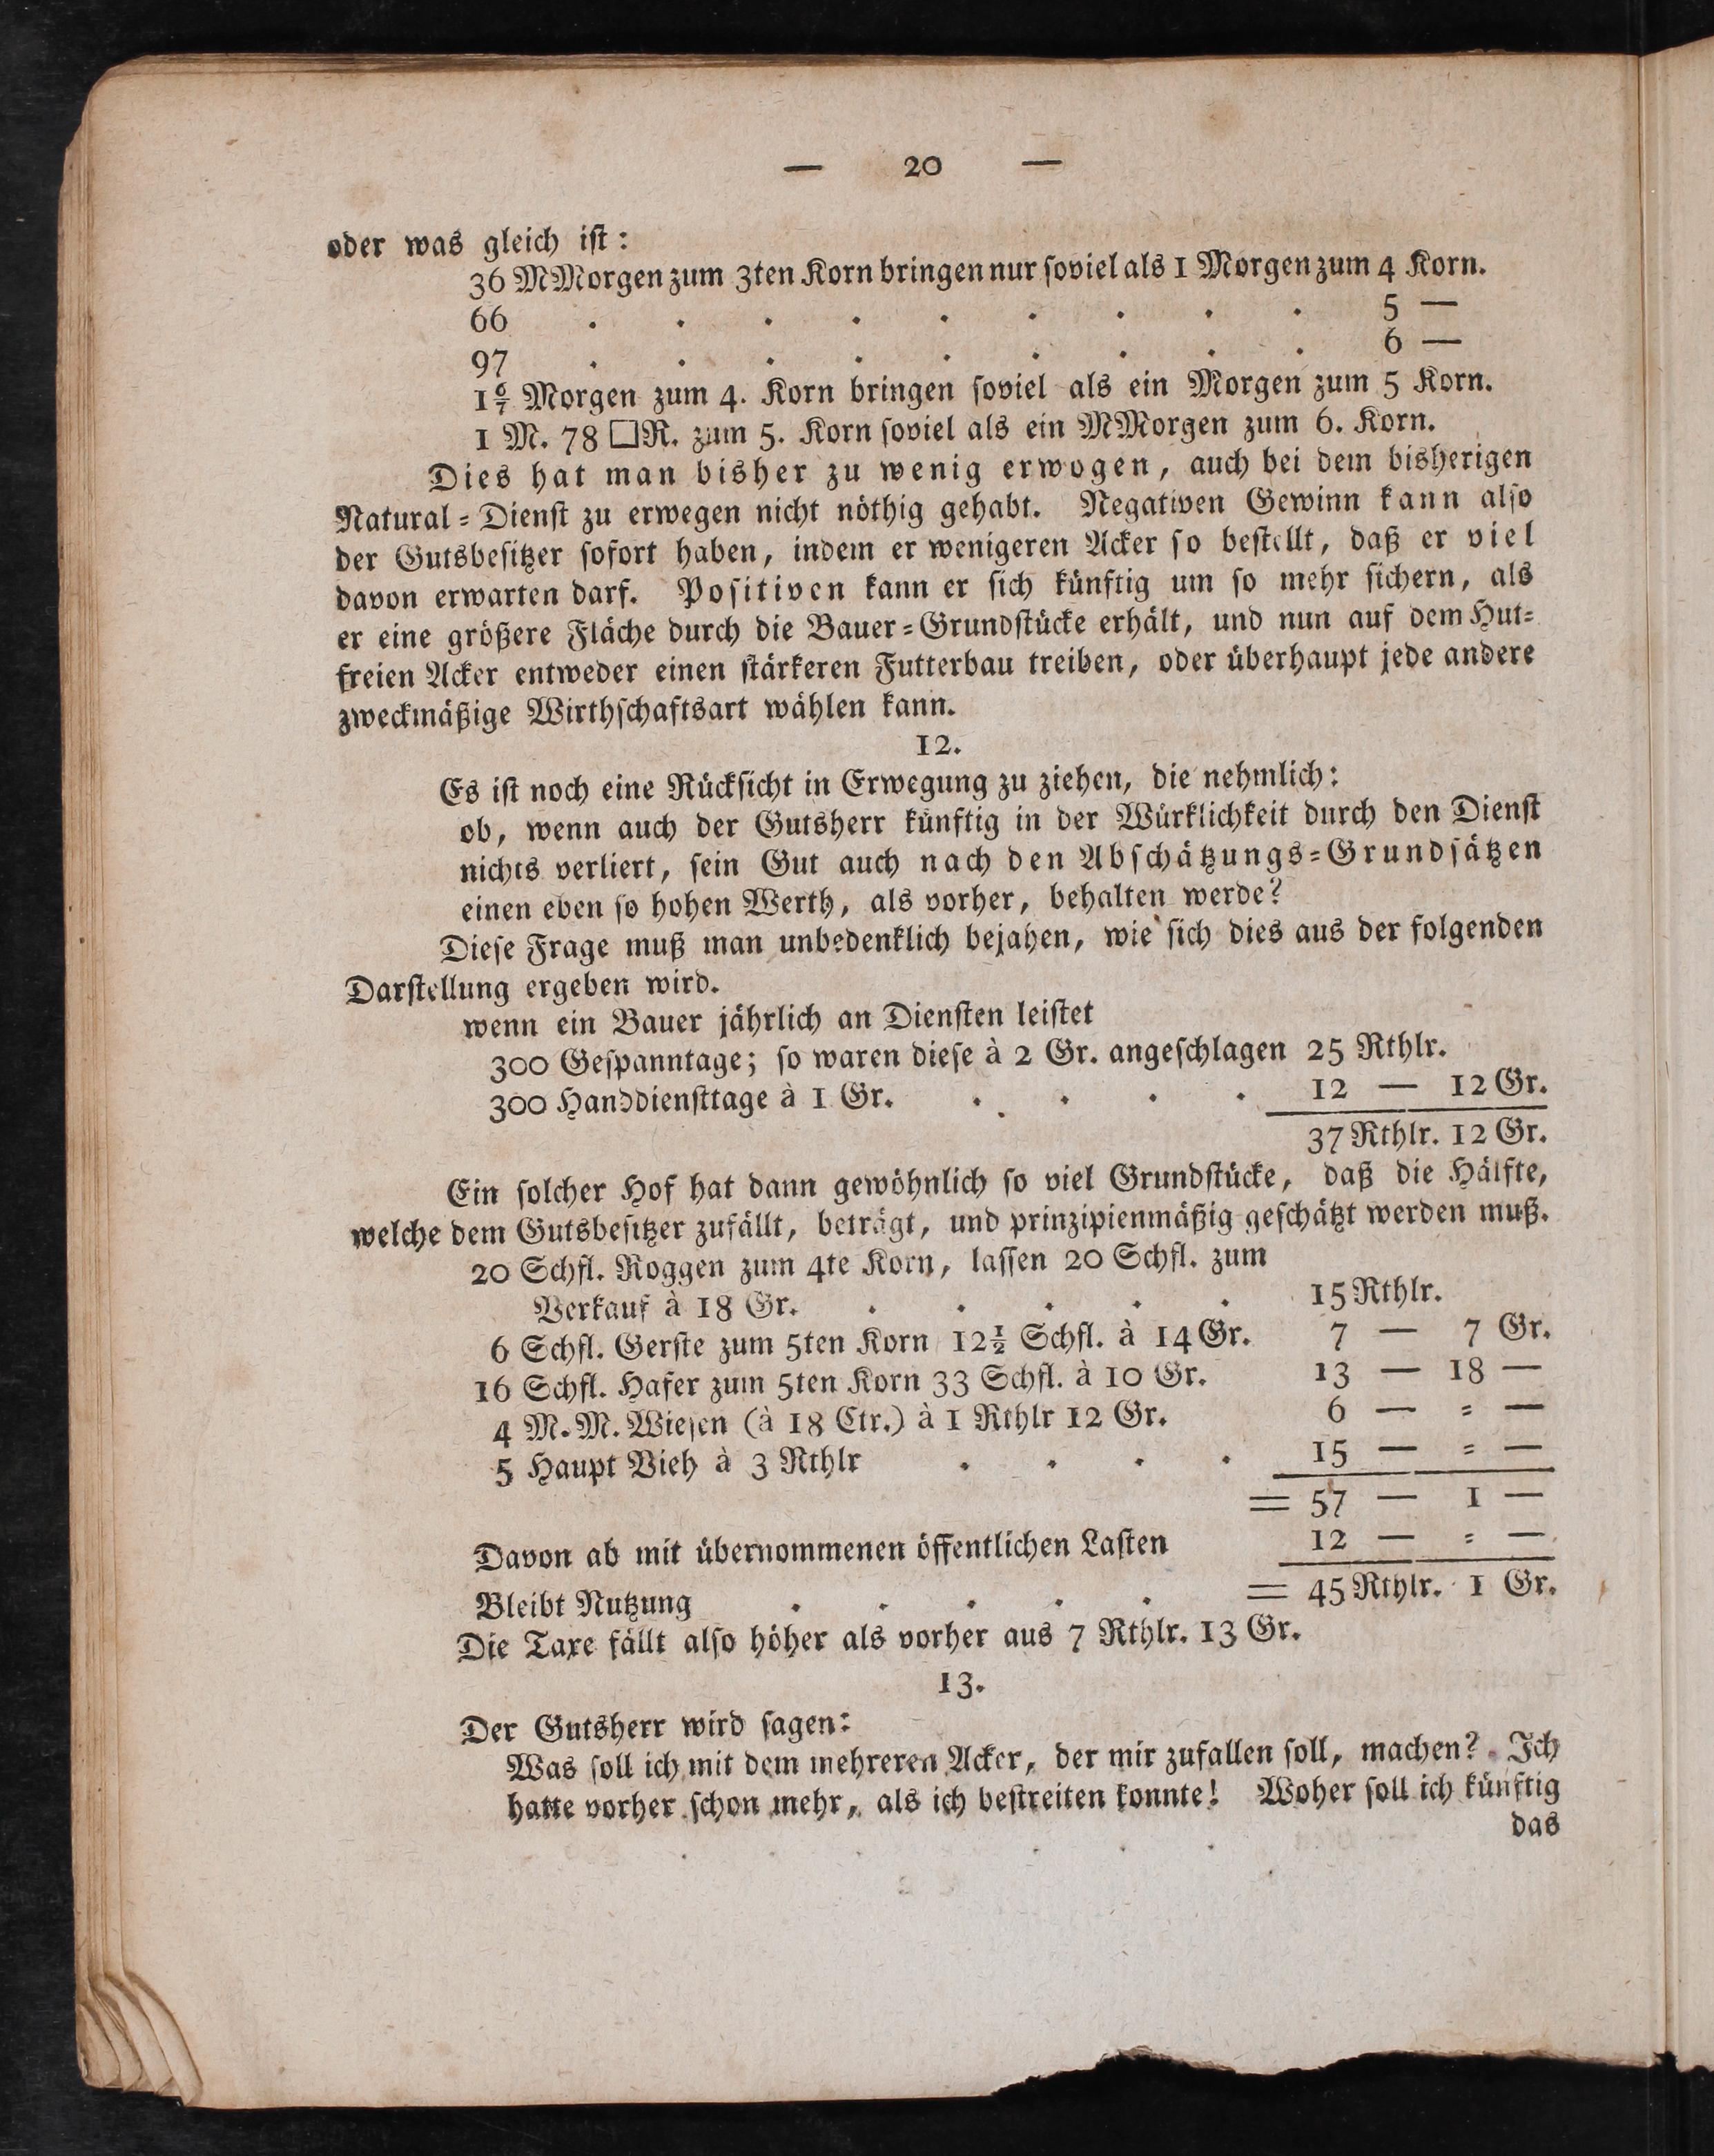 — 20 —
oder was gleich iſt:
36 MMorgen zum 3ten Korn bringen nur ſoviel als 1 Morgen zum 4 Korn.
66 . . . . . . . . . 5 —
97 . . . . . . . . . 6 —
1 6/7 Morgen zum 4. Korn bringen ſoviel als ein Morgen zum 5 Korn.
1 M. 78 □R. zum 5. Korn ſoviel als ein MMorgen zum 6. Korn.
Dies hat man bisher zu wenig erwogen, auch bei dem bisherigen
Natural-Dienſt zu erwegen nicht nöthig gehabt. Negativen Gewinn kann alſo
der Gutsbeſitzer ſofort haben, indem er wenigeren Acker ſo beſtellt, daß er viel
davon erwarten darf. Poſitiven kann er ſich künftig um ſo mehr ſichern, als
er eine größere Fläche durch die Bauer-Grundſtücke erhält, und nun auf dem Hut-
freien Acker entweder einen ſtärkeren Futterbau treiben, oder überhaupt jede andere
zweckmäßige Wirthſchaftsart wählen kann.
12.
Es iſt noch eine Rückſicht in Erwegung zu ziehen, die nehmlich:
ob, wenn auch der Gutsherr künftig in der Würklichkeit durch den Dienſt
nichts verliert, ſein Gut auch nach den Abſchätzungs-Grundſätzen
einen eben ſo hohen Werth, als vorher, behalten werde?
Dieſe Frage muß man unbedenklich bejahen, wie ſich dies aus der folgenden
Darſtellung ergeben wird.
wenn ein Bauer jährlich an Dienſten leiſtet
300 Geſpanntage; ſo waren dieſe à 2 Gr. angeſchlagen 25 Rthlr.
300 Handdienſttage à 1 Gr. . . . . 12 — 12 Gr.
37 Rthlr. 12 Gr.
Ein ſolcher Hof hat dann gewöhnlich ſo viel Grundſtücke, daß die Hälfte,
welche dem Gutsbeſitzer zufällt, beträgt, und prinzipienmäßig geſchätzt werden muß.
20 Schfl. Roggen zum 4te Korn, laſſen 20 Schfl. zum
Verkauf à 18 Gr. . . . . . 15 Rthlr.
6 Schfl. Gerſte zum 5ten Korn 12½ Schfl. à 14 Gr. 7 — 7 Gr.
16 Schfl. Hafer zum 5ten Korn 33 Schfl. à 10 Gr. 13 — 18 —
4 M. M. Wieſen (à 18 Ctr.) à 1 Rthlr 12 Gr. 6 — = —
5 Haupt Vieh à 3 Rthlr . . . . 15 — = —
= 57 — 1 —
Davon ab mit übernommenen öffentlichen Laſten 12 — = —
Bleibt Nutzung . . . . . = 45 Rthlr. 1 Gr.
Die Taxe fällt alſo höher als vorher aus 7 Rthlr. 13 Gr.
13.
Der Gutsherr wird ſagen:
Was ſoll ich mit dem mehreren Acker, der mir zufallen ſoll, machen? Ich
hatte vorher ſchon mehr, als ich beſtreiten konnte! Woher ſoll ich künftig
das